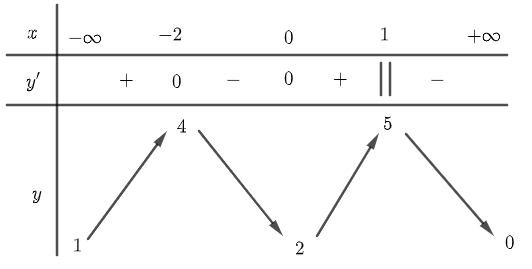 x −∞ −2 0 1 +∞
y′ + 0 − 0 + || −
4 5
y
1 2 0